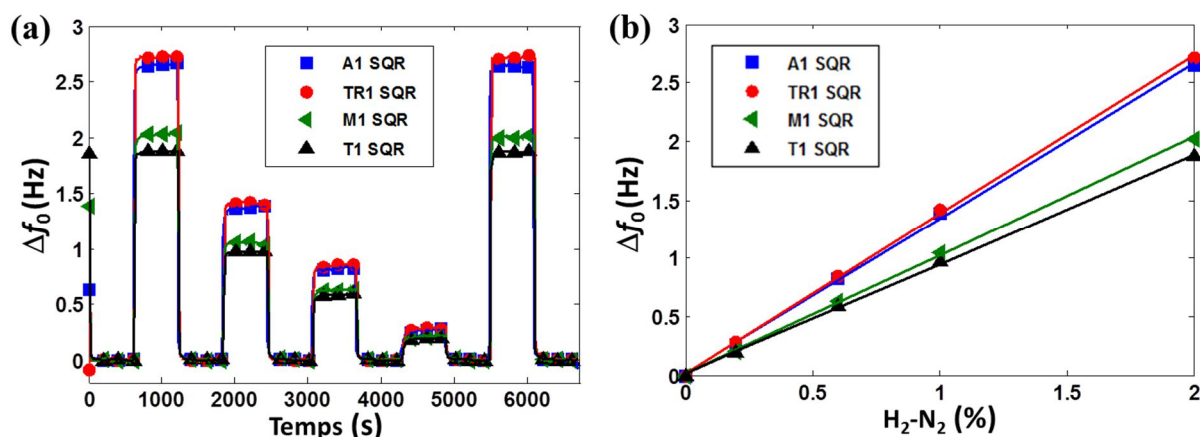 (a)
3
2.5
2
1.5
1
0.5
0
Δf₀ (Hz)
A1 SQR
TR1 SQR
M1 SQR
T1 SQR
0 1000 2000 3000 4000 5000 6000
Temps (s)
(b)
3
2.5
2
1.5
1
0.5
0
Δf₀ (Hz)
A1 SQR
TR1 SQR
M1 SQR
T1 SQR
0 0.5 1 1.5 2
H₂-N₂ (%)